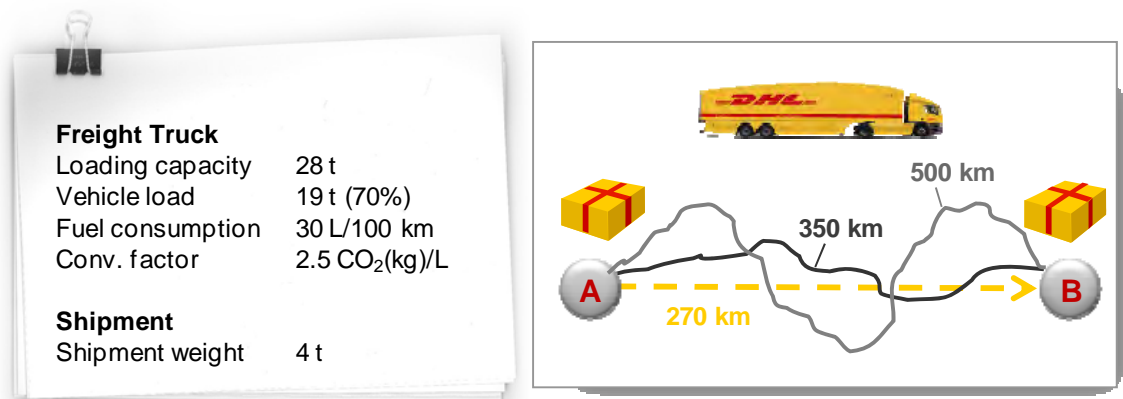 Freight Truck
Loading capacity 28 t
Vehicle load 19 t (70%)
Fuel consumption 30 L/100 km
Conv. factor 2.5 CO₂(kg)/L
Shipment
Shipment weight 4 t
DHL
500 km
350 km
A
B
270 km